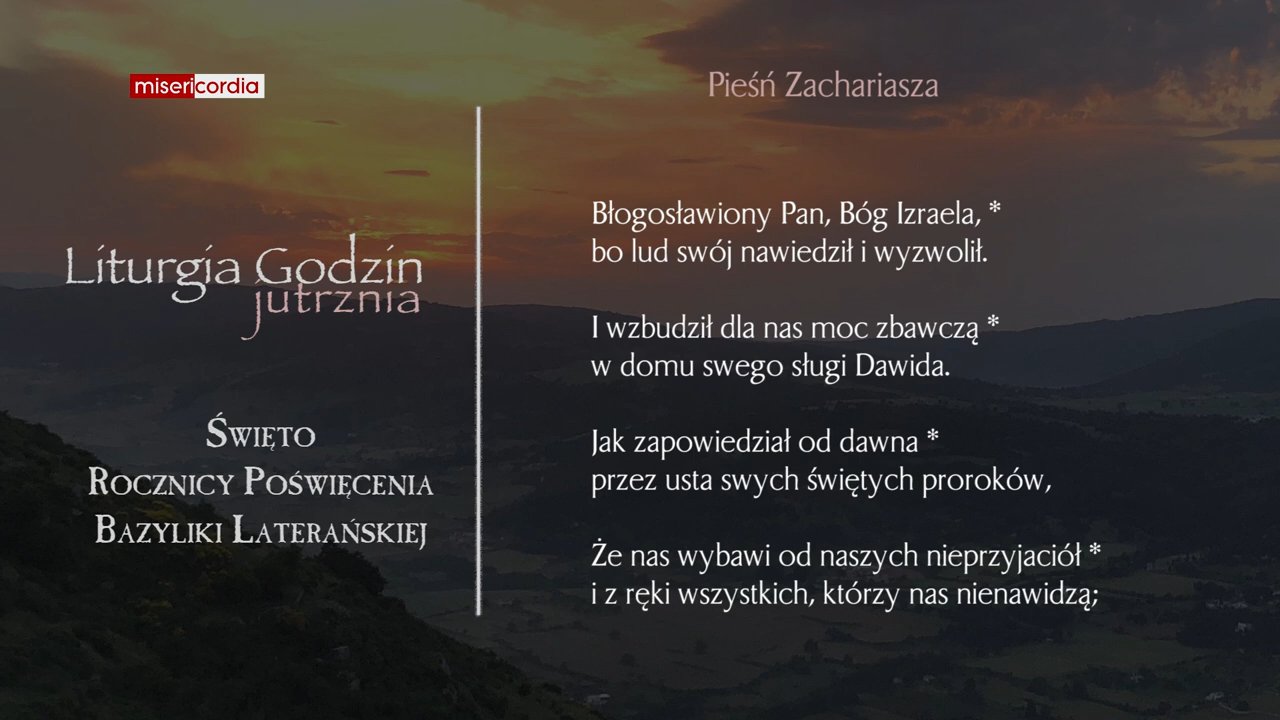 misericordia
Liturgia Godzin
jutrznia
Święto
Rocznicy Poświęcenia
Bazyliki Laterańskiej
Pieśń Zachariasza
Błogosławiony Pan, Bóg Izraela, *
bo lud swój nawiedził i wyzwolił.
I wzbudził dla nas moc zbawczą *
w domu swego sługi Dawida.
Jak zapowiedział od dawna *
przez usta swych świętych proroków,
Że nas wybawi od naszych nieprzyjaciół *
i z ręki wszystkich, którzy nas nienawidzą;